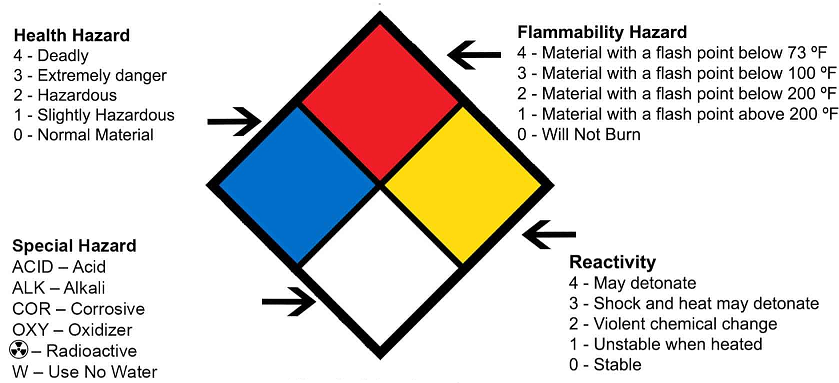 Health Hazard
4 - Deadly
3 - Extremely danger
2 - Hazardous
1 - Slightly Hazardous
0 - Normal Material
Flammability Hazard
4 - Material with a flash point below 73 ºF
3 - Material with a flash point below 100 ºF
2 - Material with a flash point below 200 ºF
1 - Material with a flash point above 200 ºF
0 - Will Not Burn
Special Hazard
ACID – Acid
ALK – Alkali
COR – Corrosive
OXY – Oxidizer
☢ – Radioactive
W – Use No Water
Reactivity
4 - May detonate
3 - Shock and heat may detonate
2 - Violent chemical change
1 - Unstable when heated
0 - Stable